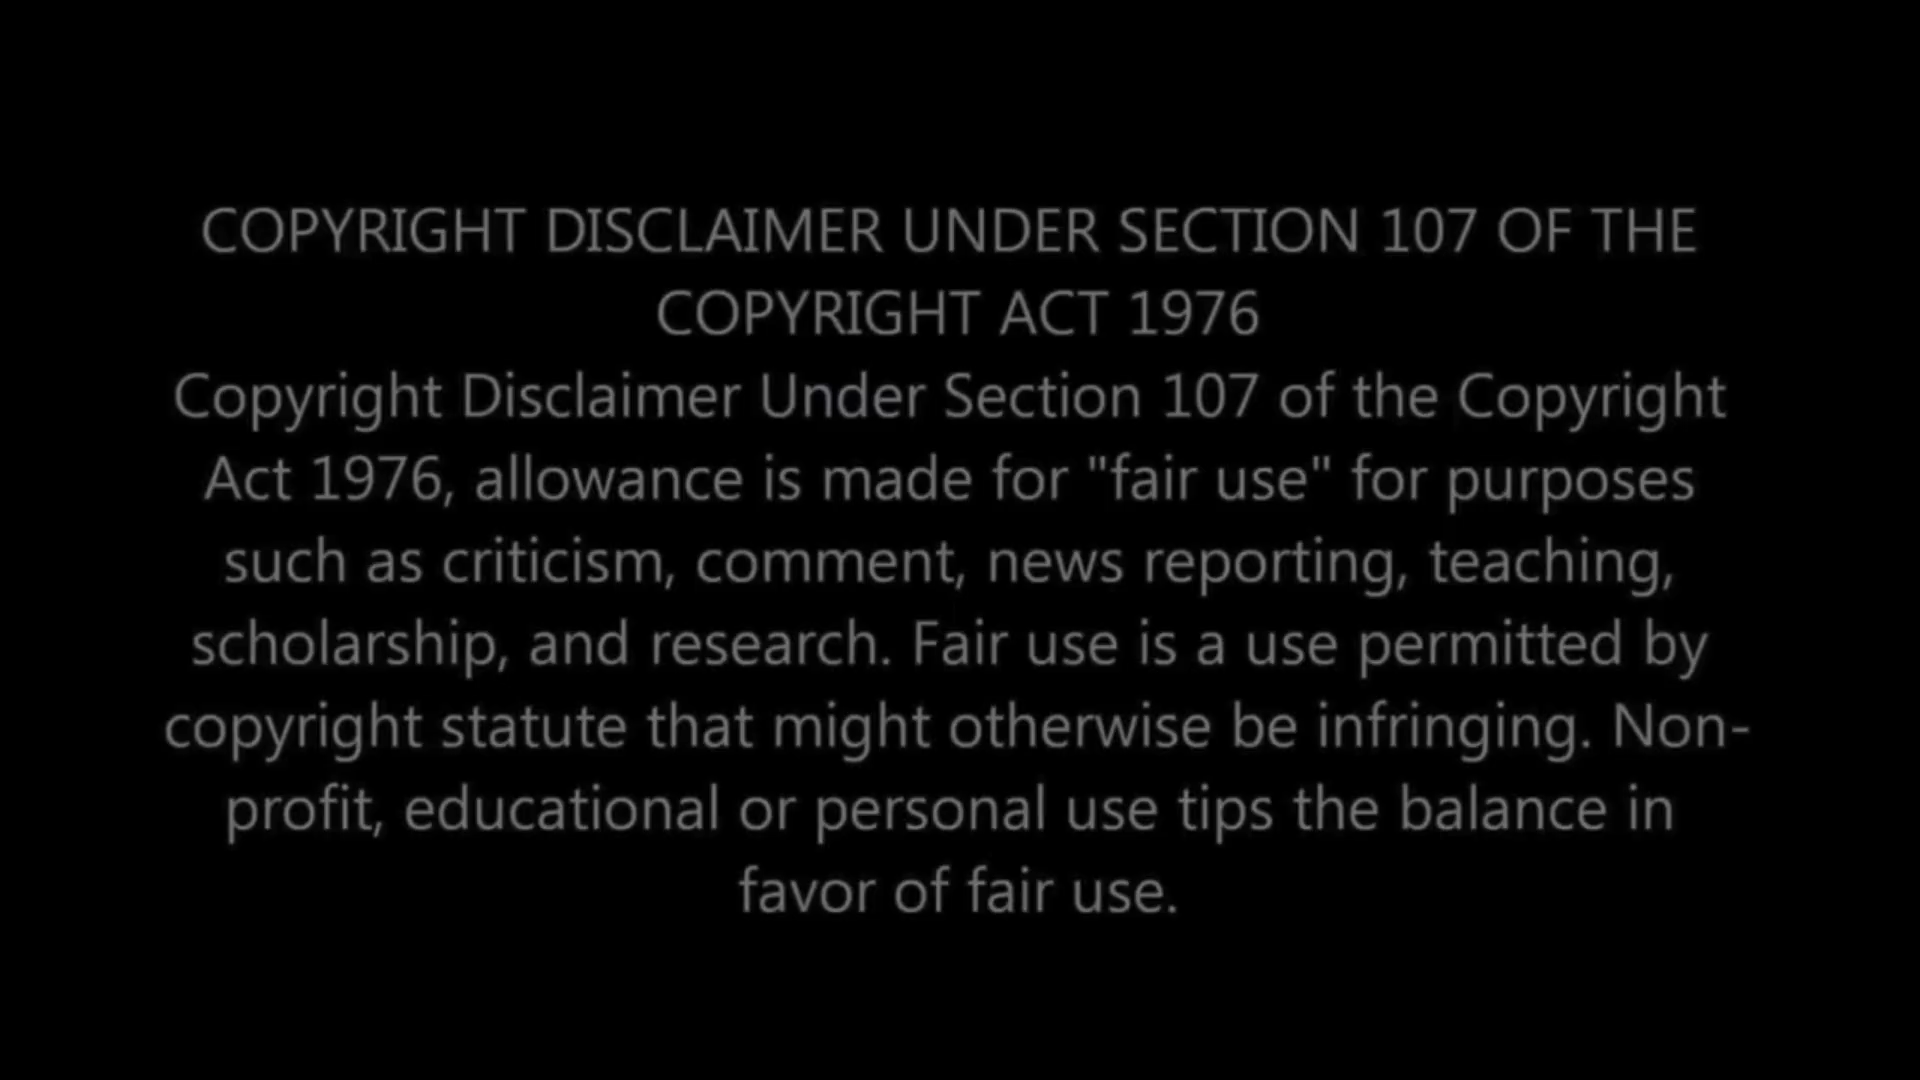 COPYRIGHT DISCLAIMER UNDER SECTION 107 OF THE
COPYRIGHT ACT 1976
Copyright Disclaimer Under Section 107 of the Copyright
Act 1976, allowance is made for "fair use" for purposes
such as criticism, comment, news reporting, teaching,
scholarship, and research. Fair use is a use permitted by
copyright statute that might otherwise be infringing. Non-
profit, educational or personal use tips the balance in
favor of fair use.